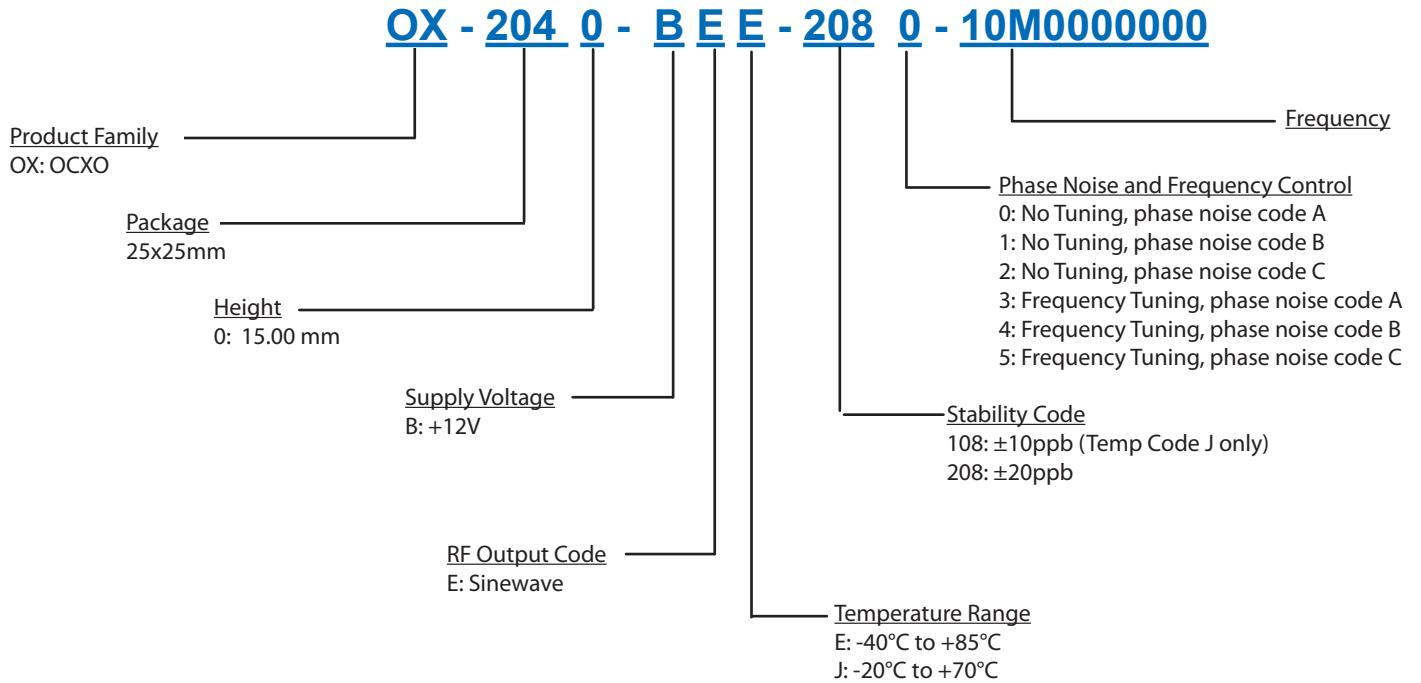 OX - 204 0 - B E E - 208 0 - 10M0000000
Product Family
OX: OCXO
Package
25x25mm
Height
0: 15.00 mm
Supply Voltage
B: +12V
RF Output Code
E: Sinewave
Temperature Range
E: -40°C to +85°C
J: -20°C to +70°C
Stability Code
108: ±10ppb (Temp Code J only)
208: ±20ppb
Phase Noise and Frequency Control
0: No Tuning, phase noise code A
1: No Tuning, phase noise code B
2: No Tuning, phase noise code C
3: Frequency Tuning, phase noise code A
4: Frequency Tuning, phase noise code B
5: Frequency Tuning, phase noise code C
Frequency